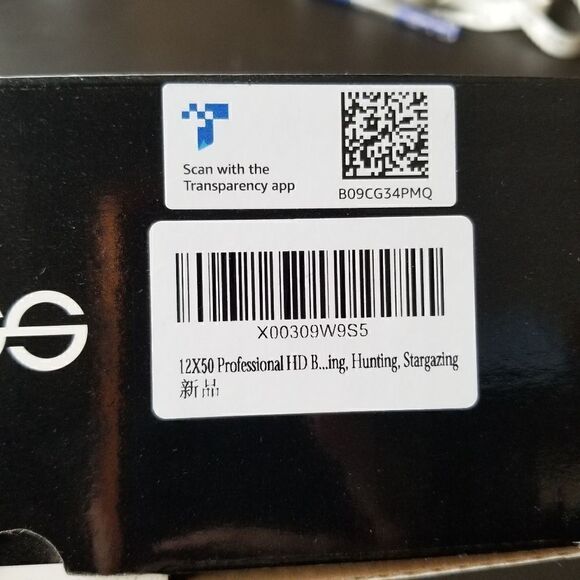 Scan with the
Transparency app
B09CG34PMQ
X00309W9S5
12X50 Professional HD B...ing, Hunting, Stargazing
新品